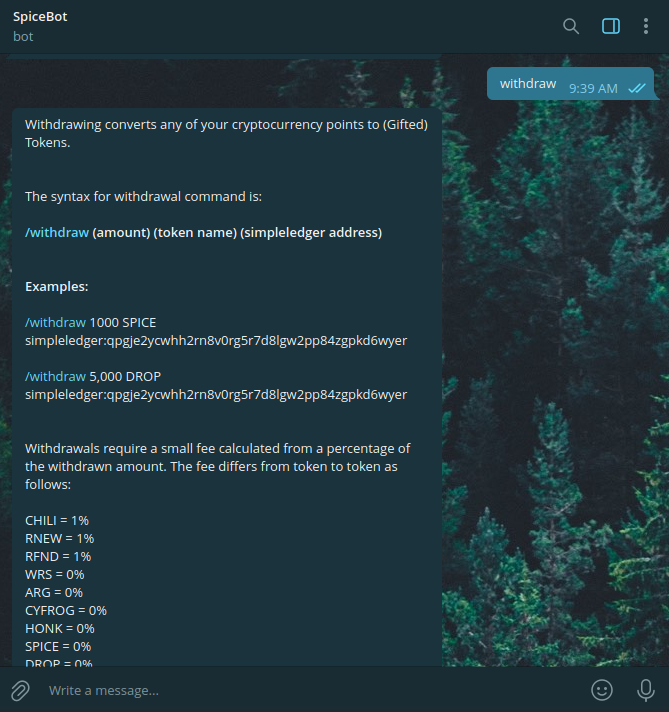 SpiceBot
bot
withdraw 9:39 AM
Withdrawing converts any of your cryptocurrency points to (Gifted)
Tokens.
The syntax for withdrawal command is:
/withdraw (amount) (token name) (simpleledger address)
Examples:
/withdraw 1000 SPICE
simpleledger:qpgje2ycwhh2rn8v0rg5r7d8lgw2pp84zgpkd6wyer
/withdraw 5,000 DROP
simpleledger:qpgje2ycwhh2rn8v0rg5r7d8lgw2pp84zgpkd6wyer
Withdrawals require a small fee calculated from a percentage of
the withdrawn amount. The fee differs from token to token as
follows:
CHILI = 1%
RNEW = 1%
RFND = 1%
WRS = 0%
ARG = 0%
CYFROG = 0%
HONK = 0%
SPICE = 0%
DROP = 0%
Write a message...